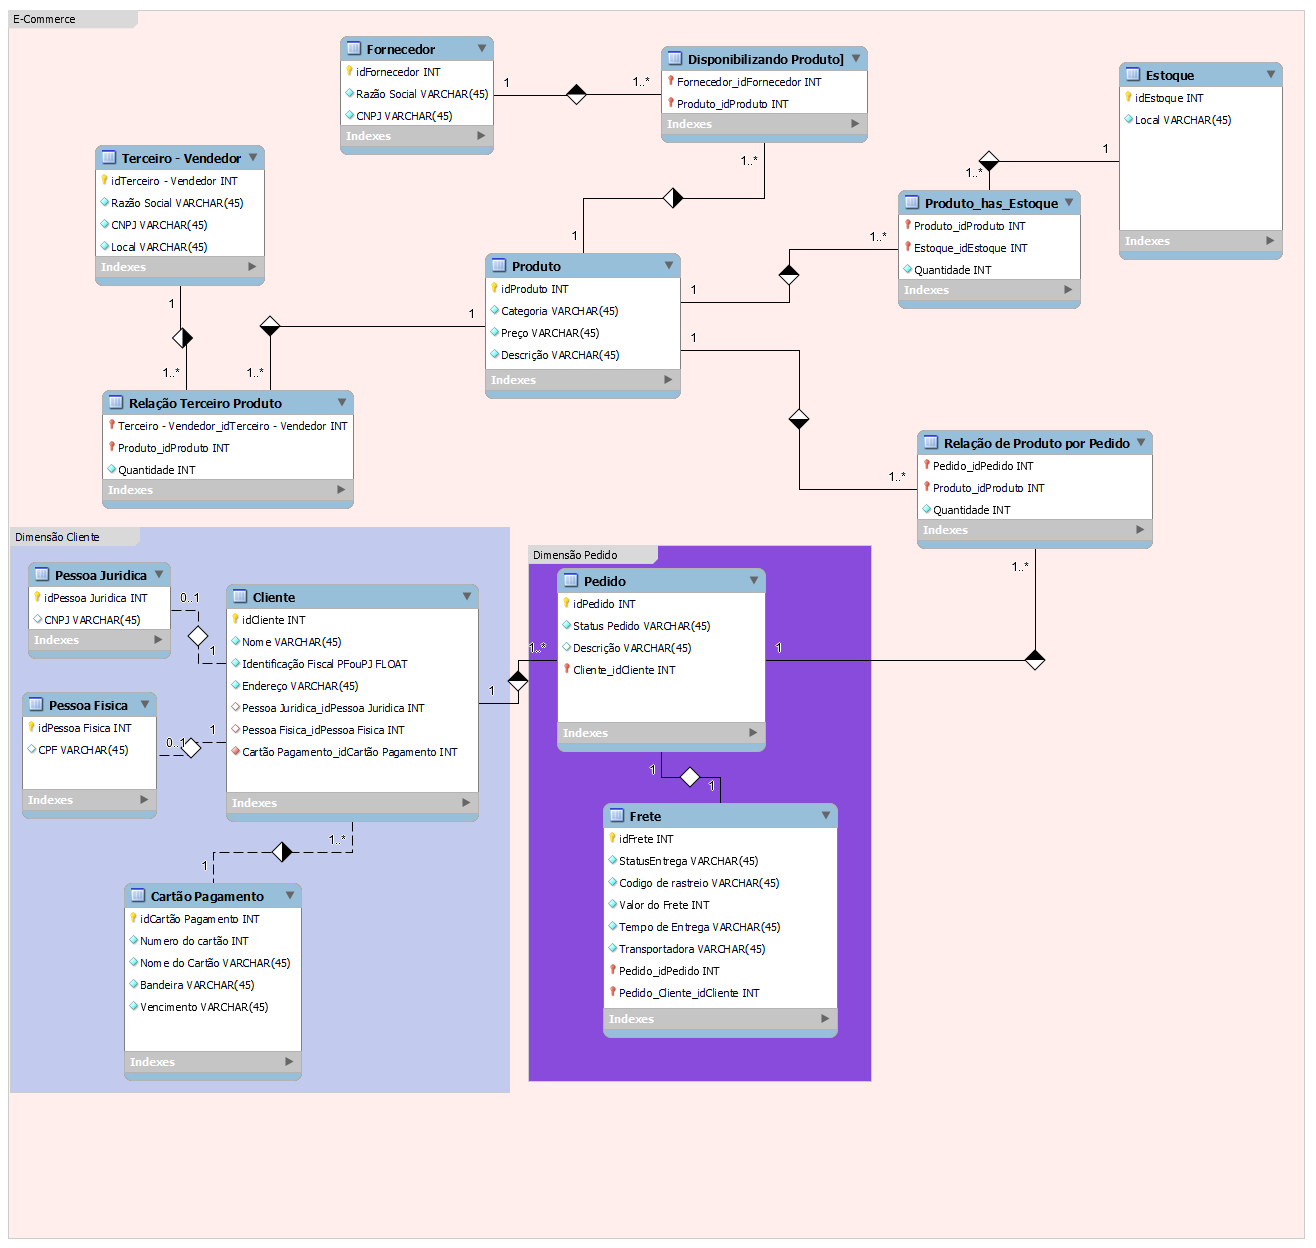 E-Commerce
Fornecedor
idFornecedor INT
Razão Social VARCHAR(45)
CNPJ VARCHAR(45)
Indexes
1
1..*
Disponibilizando Produto]
Fornecedor_idFornecedor INT
Produto_idProduto INT
Indexes
1..*
1
Estoque
idEstoque INT
Local VARCHAR(45)
Indexes
1
1..*
Terceiro - Vendedor
idTerceiro - Vendedor INT
Razão Social VARCHAR(45)
CNPJ VARCHAR(45)
Local VARCHAR(45)
Indexes
1
1..*
Produto_has_Estoque
Produto_idProduto INT
Estoque_idEstoque INT
Quantidade INT
Indexes
1..*
1
Produto
idProduto INT
Categoria VARCHAR(45)
Preço VARCHAR(45)
Descrição VARCHAR(45)
Indexes
1
1..*
1
1..*
Relação Terceiro Produto
Terceiro - Vendedor_idTerceiro - Vendedor INT
Produto_idProduto INT
Quantidade INT
Indexes
Relação de Produto por Pedido
Pedido_idPedido INT
Produto_idProduto INT
Quantidade INT
Indexes
1..*
1
Dimensão Cliente
Pessoa Juridica
idPessoa Juridica INT
CNPJ VARCHAR(45)
Indexes
0..1
1
Cliente
idCliente INT
Nome VARCHAR(45)
Identificação Fiscal PFouPJ FLOAT
Endereço VARCHAR(45)
Pessoa Juridica_idPessoa Juridica INT
Pessoa Fisica_idPessoa Fisica INT
Cartão Pagamento_idCartão Pagamento INT
Indexes
1
1..*
Pessoa Fisica
idPessoa Fisica INT
CPF VARCHAR(45)
Indexes
0..1
1
1..*
1
Cartão Pagamento
idCartão Pagamento INT
Numero do cartão INT
Nome do Cartão VARCHAR(45)
Bandeira VARCHAR(45)
Vencimento VARCHAR(45)
Indexes
Dimensão Pedido
Pedido
idPedido INT
Status Pedido VARCHAR(45)
Descrição VARCHAR(45)
Cliente_idCliente INT
Indexes
1
1
Frete
idFrete INT
StatusEntrega VARCHAR(45)
Codigo de rastreio VARCHAR(45)
Valor do Frete INT
Tempo de Entrega VARCHAR(45)
Transportadora VARCHAR(45)
Pedido_idPedido INT
Pedido_Cliente_idCliente INT
Indexes